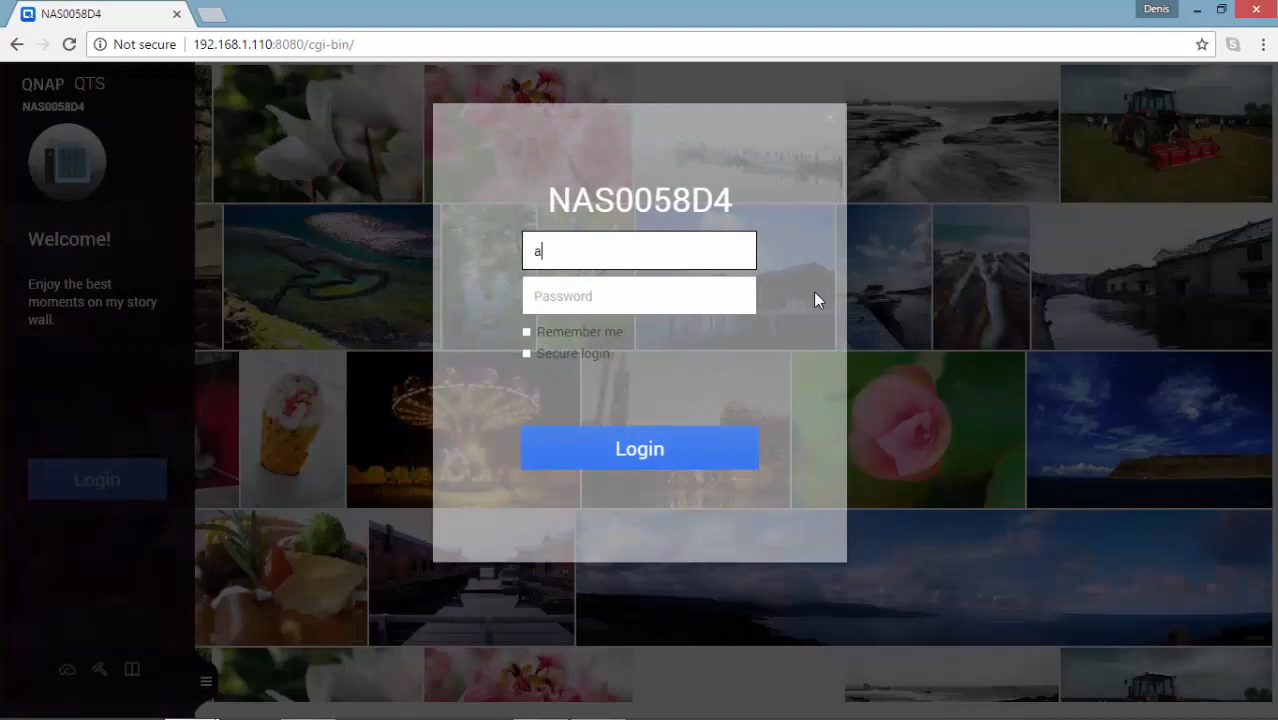 NAS0058D4
Denis
Not secure
192.168.1.110:8080/cgi-bin/
QNAP QTS
NAS0058D4
Welcome!
Enjoy the best
moments on my story
wall.
Login
NAS0058D4
a
Password
Remember me
Secure login
Login